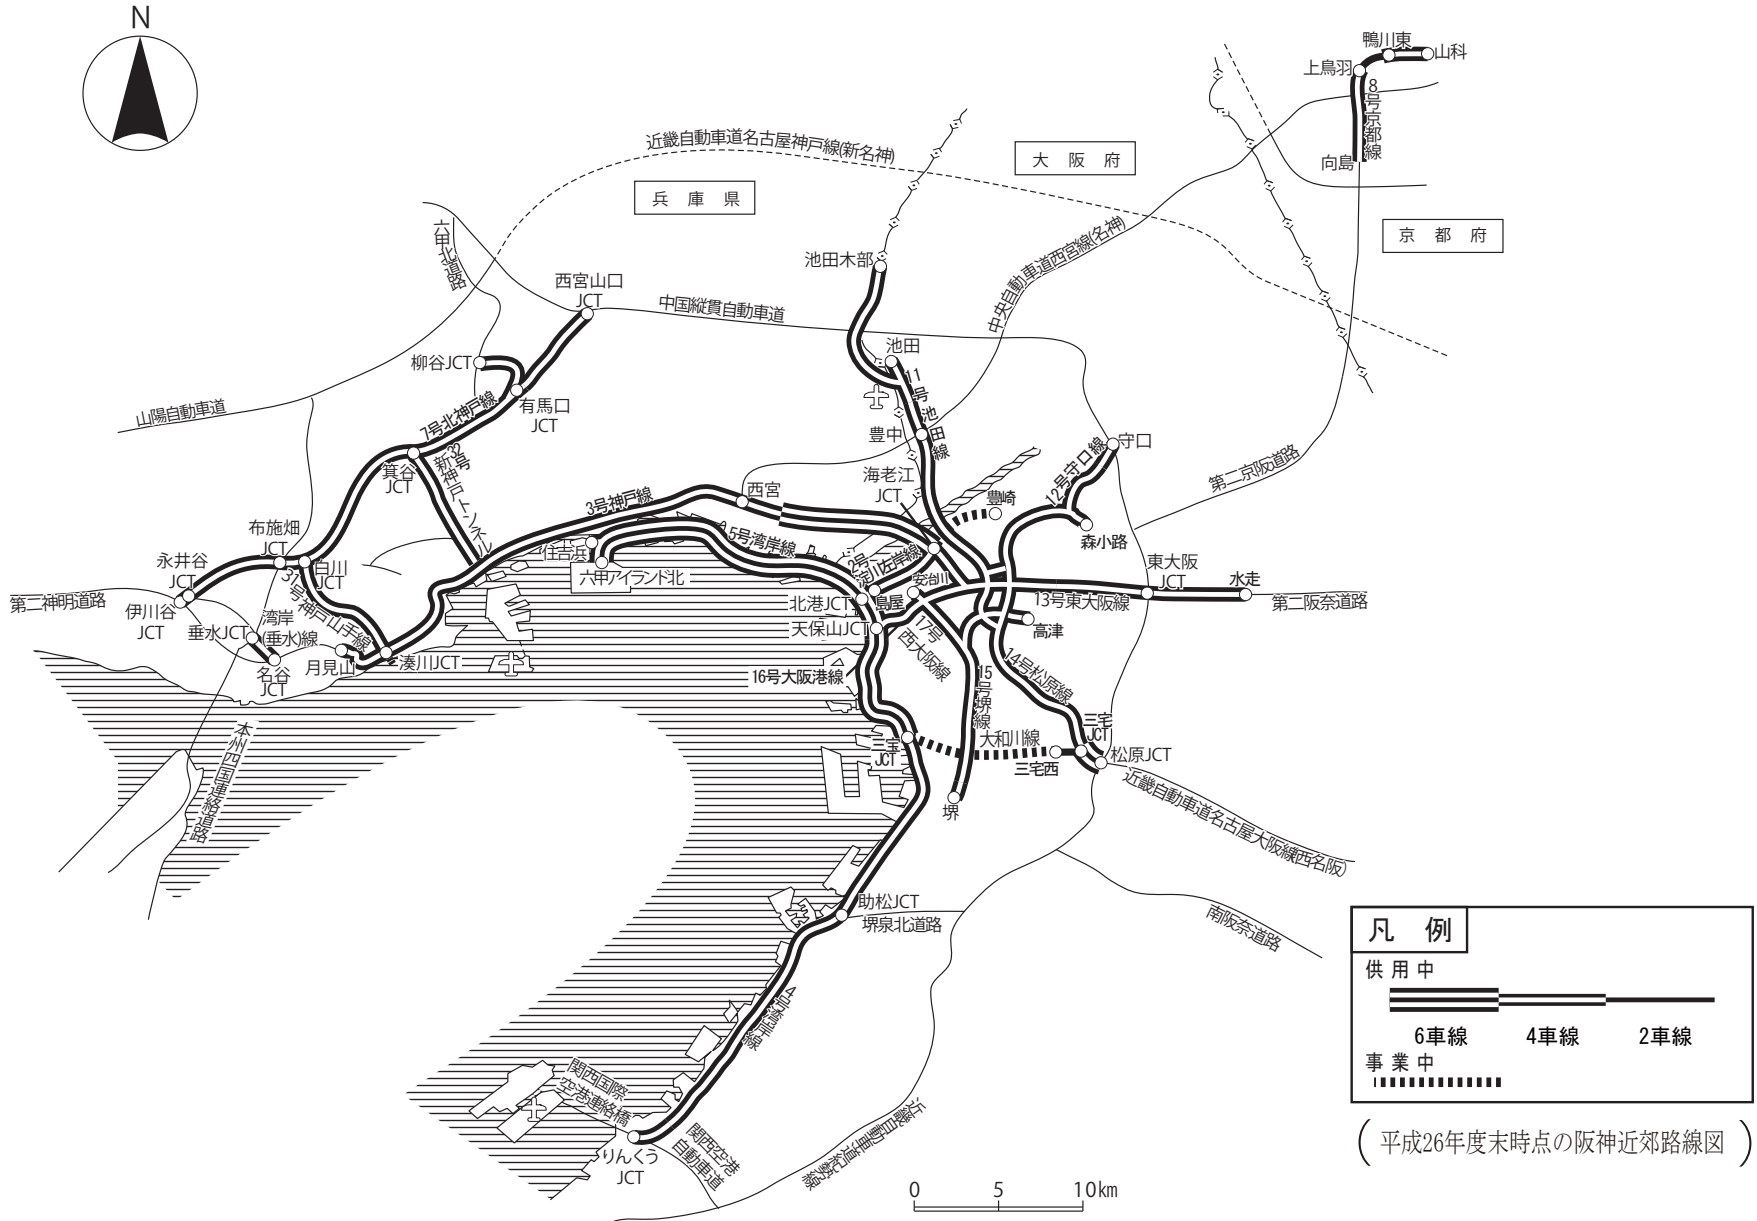 N
鴨川東
山科
上鳥羽
8号京都線
向島
近畿自動車道名古屋神戸線(新名神)
大阪府
兵庫県
京都府
六甲北道路
池田木部
中央自動車道西宮線(名神)
西宮山口
JCT
中国縦貫自動車道
池田
柳谷JCT
11号池田線
有馬口
JCT
山陽自動車道
7号北神戸線
豊中
守口
箕谷
JCT
32号
新神戸トンネル
海老江
JCT
12号守口線
第二京阪道路
3号神戸線
西宮
豊崎
布施畑
JCT
5号湾岸線
森小路
住吉浜
2号
淀川左岸線
永井谷
JCT
白川
JCT
六甲アイランド北
安治川
東大阪
JCT
水走
第二神明道路
31号神戸山手線
北港JCT
島屋
13号東大阪線
第二阪奈道路
伊川谷
JCT
湾岸
(垂水)線
垂水JCT
天保山JCT
17号
西大阪線
高津
名谷
JCT
月見山
湊川JCT
16号大阪港線
15号堺線
14号松原線
三宅
JCT
三宝
JCT
大和川線
三宅西
松原JCT
本州四国連絡道路
近畿自動車道名古屋大阪線(西名阪)
堺
助松JCT
堺泉北道路
南阪奈道路
4号湾岸線
関西国際
空港連絡橋
りんくう
JCT
関西空港
自動車道
近畿自動車道紀勢線
凡例
供用中
6車線
4車線
2車線
事業中
(平成26年度末時点の阪神近郊路線図)
0
5
10km